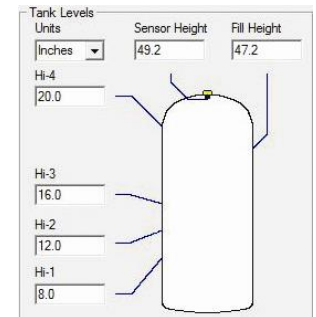 Tank Levels
Units Sensor Height Fill Height
Inches 49.2 47.2
Hi-4
20.0
Hi-3
16.0
Hi-2
12.0
Hi-1
8.0